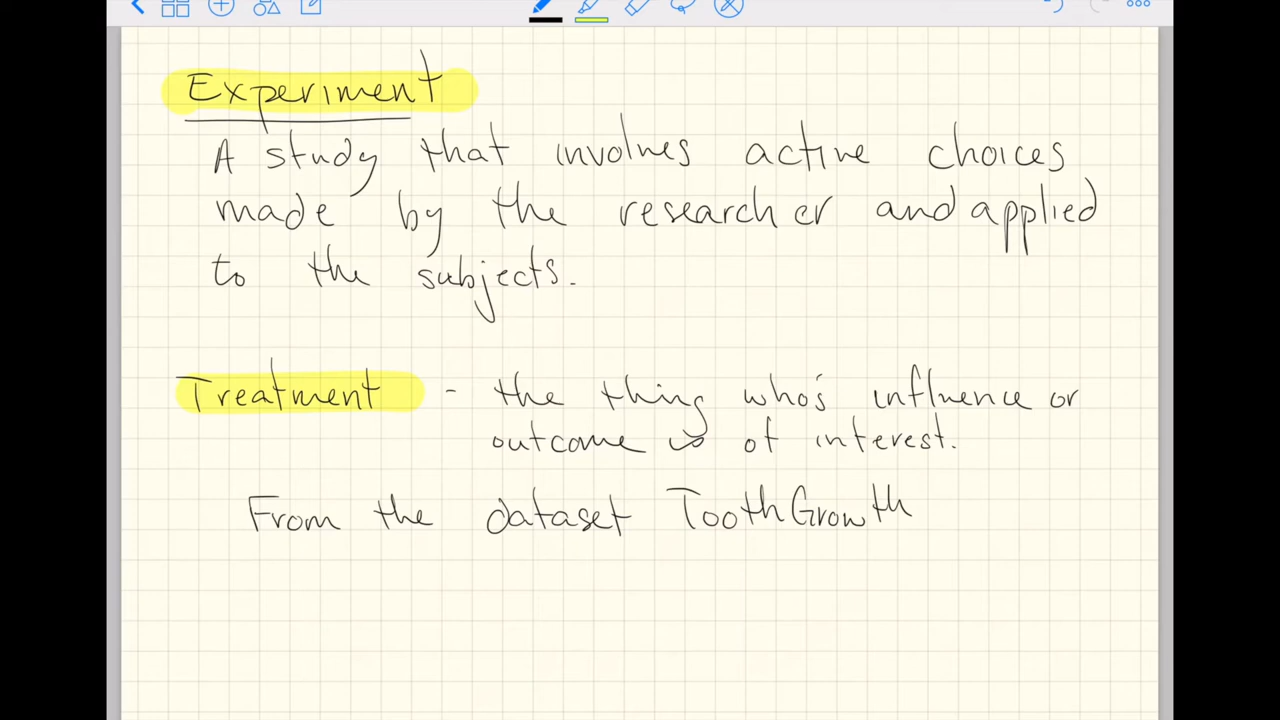 Experiment
A study that involves active choices
made by the researcher and applied
to the subjects.
Treatment - the thing who's influence or
outcome is of interest.
From the dataset ToothGrowth